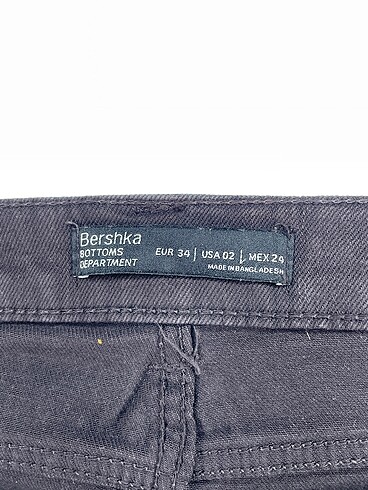 Bershka
BOTTOMS
DEPARTMENT
EUR 34 | USA 02 | MEX 24
MADE IN BANGLADESH